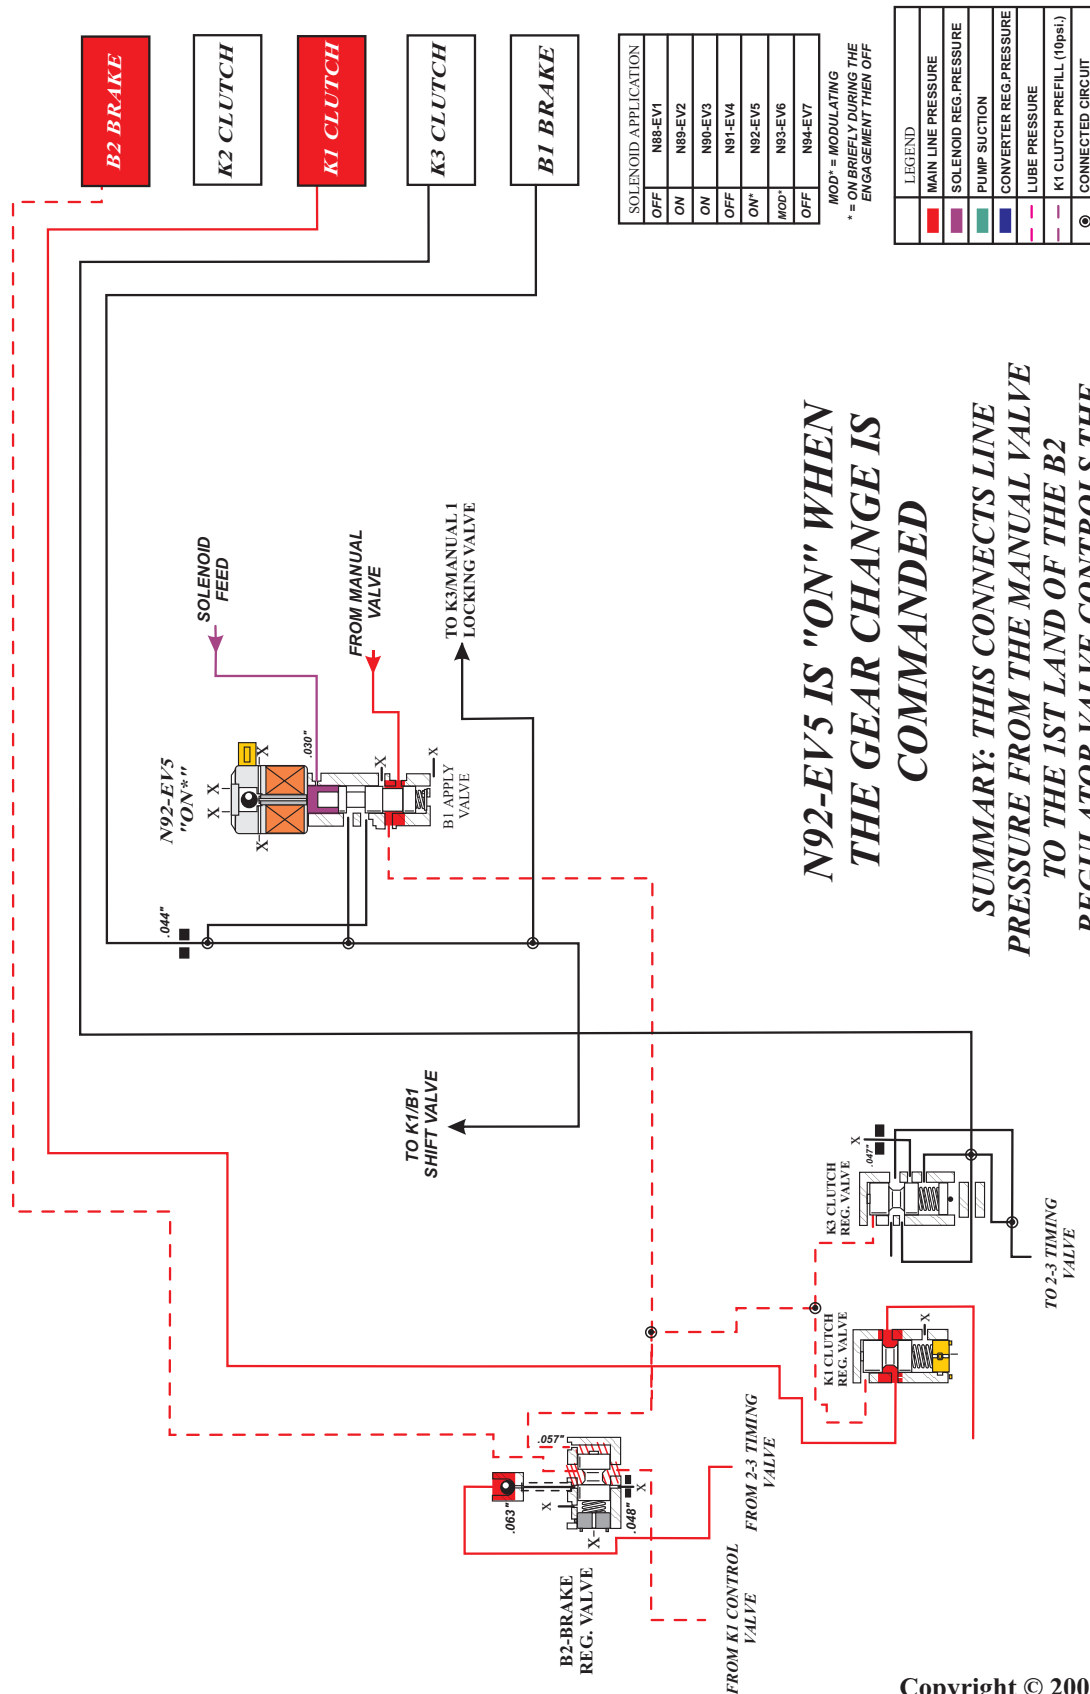 B2 BRAKE
K2 CLUTCH
K1 CLUTCH
K3 CLUTCH
B1 BRAKE
SOLENOID APPLICATION
OFF N88-EV1
ON N89-EV2
ON N90-EV3
OFF N91-EV4
ON* N92-EV5
MOD* N93-EV6
OFF N94-EV7
MOD* = MODULATING
* = ON BRIEFLY DURING THE
ENGAGEMENT THEN OFF
LEGEND
MAIN LINE PRESSURE
SOLENOID REG.PRESSURE
PUMP SUCTION
CONVERTER REG.PRESSURE
LUBE PRESSURE
K1 CLUTCH PREFILL (10psi.)
CONNECTED CIRCUIT
SOLENOID
FEED
FROM MANUAL
VALVE
TO K3/MANUAL 1
LOCKING VALVE
N92-EV5
"ON*"
X
X
X
X
.030"
X
X
B1 APPLY
VALVE
.044"
TO K1/B1
SHIFT VALVE
N92-EV5 IS "ON" WHEN
THE GEAR CHANGE IS
COMMANDED
SUMMARY: THIS CONNECTS LINE
PRESSURE FROM THE MANUAL VALVE
TO THE 1ST LAND OF THE B2
REGULATOR VALVE CONTROLS THE
K3 CLUTCH
REG. VALVE
X
.047"
TO 2-3 TIMING
VALVE
K1 CLUTCH
REG. VALVE
X
.057"
.063"
X
X
.048"
X
B2-BRAKE
REG. VALVE
FROM 2-3 TIMING
VALVE
FROM K1 CONTROL
VALVE
Copyright © 200